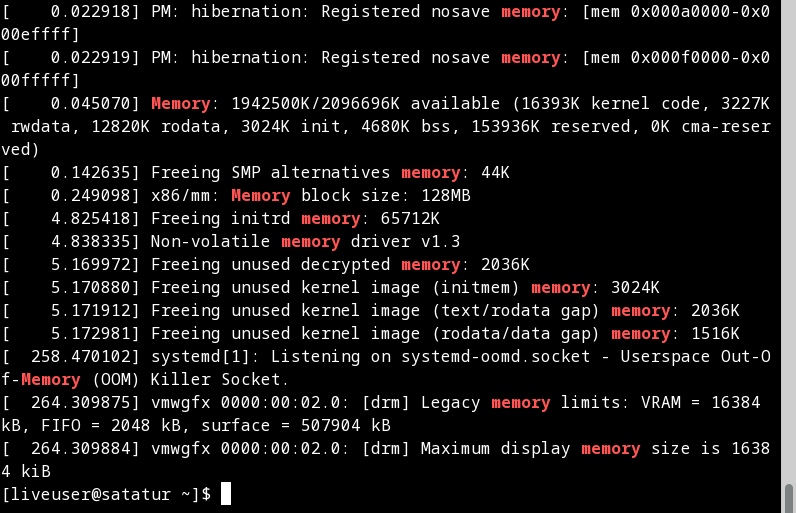 [    0.022918] PM: hibernation: Registered nosave memory: [mem 0x000a0000-0x0
00effff]
[    0.022919] PM: hibernation: Registered nosave memory: [mem 0x000f0000-0x0
00fffff]
[    0.045070] Memory: 1942500K/2096696K available (16393K kernel code, 3227K
 rwdata, 12820K rodata, 3024K init, 4680K bss, 153936K reserved, 0K cma-reser
ved)
[    0.142635] Freeing SMP alternatives memory: 44K
[    0.249098] x86/mm: Memory block size: 128MB
[    4.825418] Freeing initrd memory: 65712K
[    4.838335] Non-volatile memory driver v1.3
[    5.169972] Freeing unused decrypted memory: 2036K
[    5.170880] Freeing unused kernel image (initmem) memory: 3024K
[    5.171912] Freeing unused kernel image (text/rodata gap) memory: 2036K
[    5.172981] Freeing unused kernel image (rodata/data gap) memory: 1516K
[  258.470102] systemd[1]: Listening on systemd-oomd.socket - Userspace Out-O
f-Memory (OOM) Killer Socket.
[  264.309875] vmwgfx 0000:00:02.0: [drm] Legacy memory limits: VRAM = 16384
kB, FIFO = 2048 kB, surface = 507904 kB
[  264.309884] vmwgfx 0000:00:02.0: [drm] Maximum display memory size is 1638
4 kiB
[liveuser@satatur ~]$